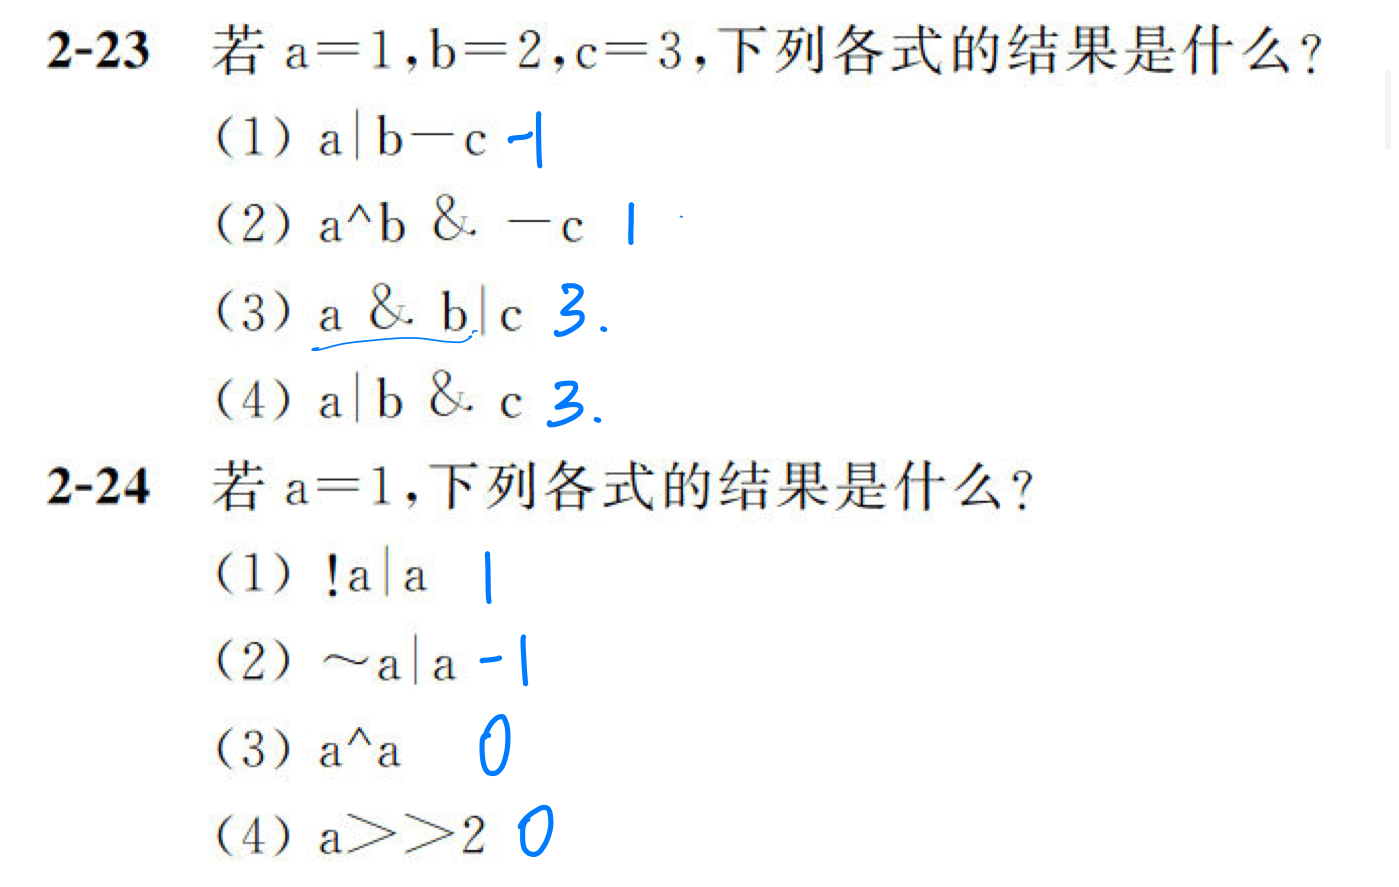 2-23 若 a=1,b=2,c=3,下列各式的结果是什么?
(1) a|b-c -1
(2) a^b & -c 1
(3) a & b|c 3.
(4) a|b & c 3.
2-24 若 a=1,下列各式的结果是什么?
(1) !a|a 1
(2) ~a|a -1
(3) a^a 0
(4) a>>2 0